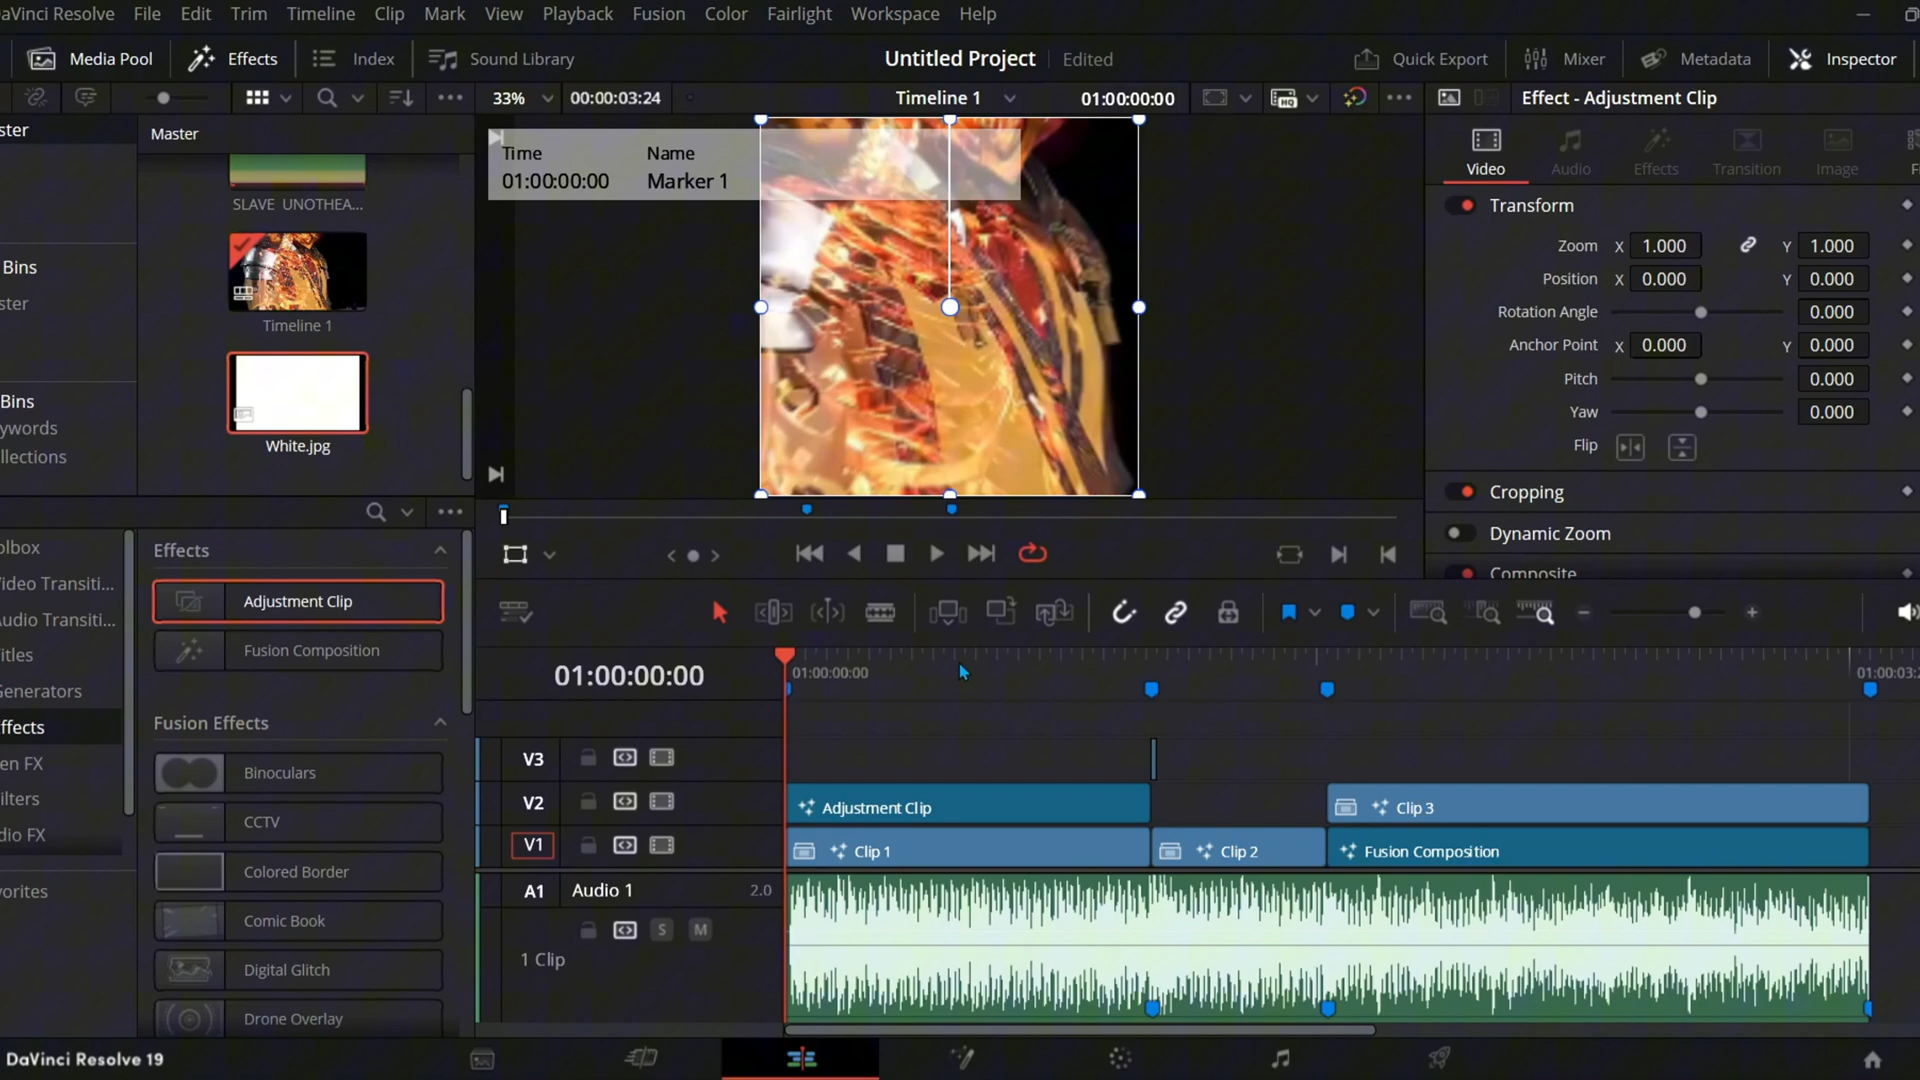 DaVinci Resolve File Edit Trim Timeline Clip Mark View Playback Fusion Color Fairlight Workspace Help
Media Pool Effects Index Sound Library Untitled Project Edited Quick Export Mixer Metadata Inspector
33% 00:00:03:24 Timeline 1 01:00:00:00 Effect - Adjustment Clip
ster
Master
SLAVE UNOTHEA...
Timeline 1
White.jpg
Bins
ster
Bins
ywords
llections
Time Name
01:00:00:00 Marker 1
Video Audio Effects Transition Image Fi
Transform
Zoom X 1.000 Y 1.000
Position X 0.000 Y 0.000
Rotation Angle 0.000
Anchor Point X 0.000 Y 0.000
Pitch 0.000
Yaw 0.000
Flip
Cropping
Dynamic Zoom
Composite
olbox
ideo Transiti...
udio Transiti...
itles
enerators
ffects
en FX
ilters
dio FX
vorites
Effects
Adjustment Clip
Fusion Composition
Fusion Effects
Binoculars
CCTV
Colored Border
Comic Book
Digital Glitch
Drone Overlay
01:00:00:00 01:00:00:00 01:00:03:2
V3
V2 Adjustment Clip Clip 3
V1 Clip 1 Clip 2 Fusion Composition
A1 Audio 1 2.0
S M
1 Clip
DaVinci Resolve 19